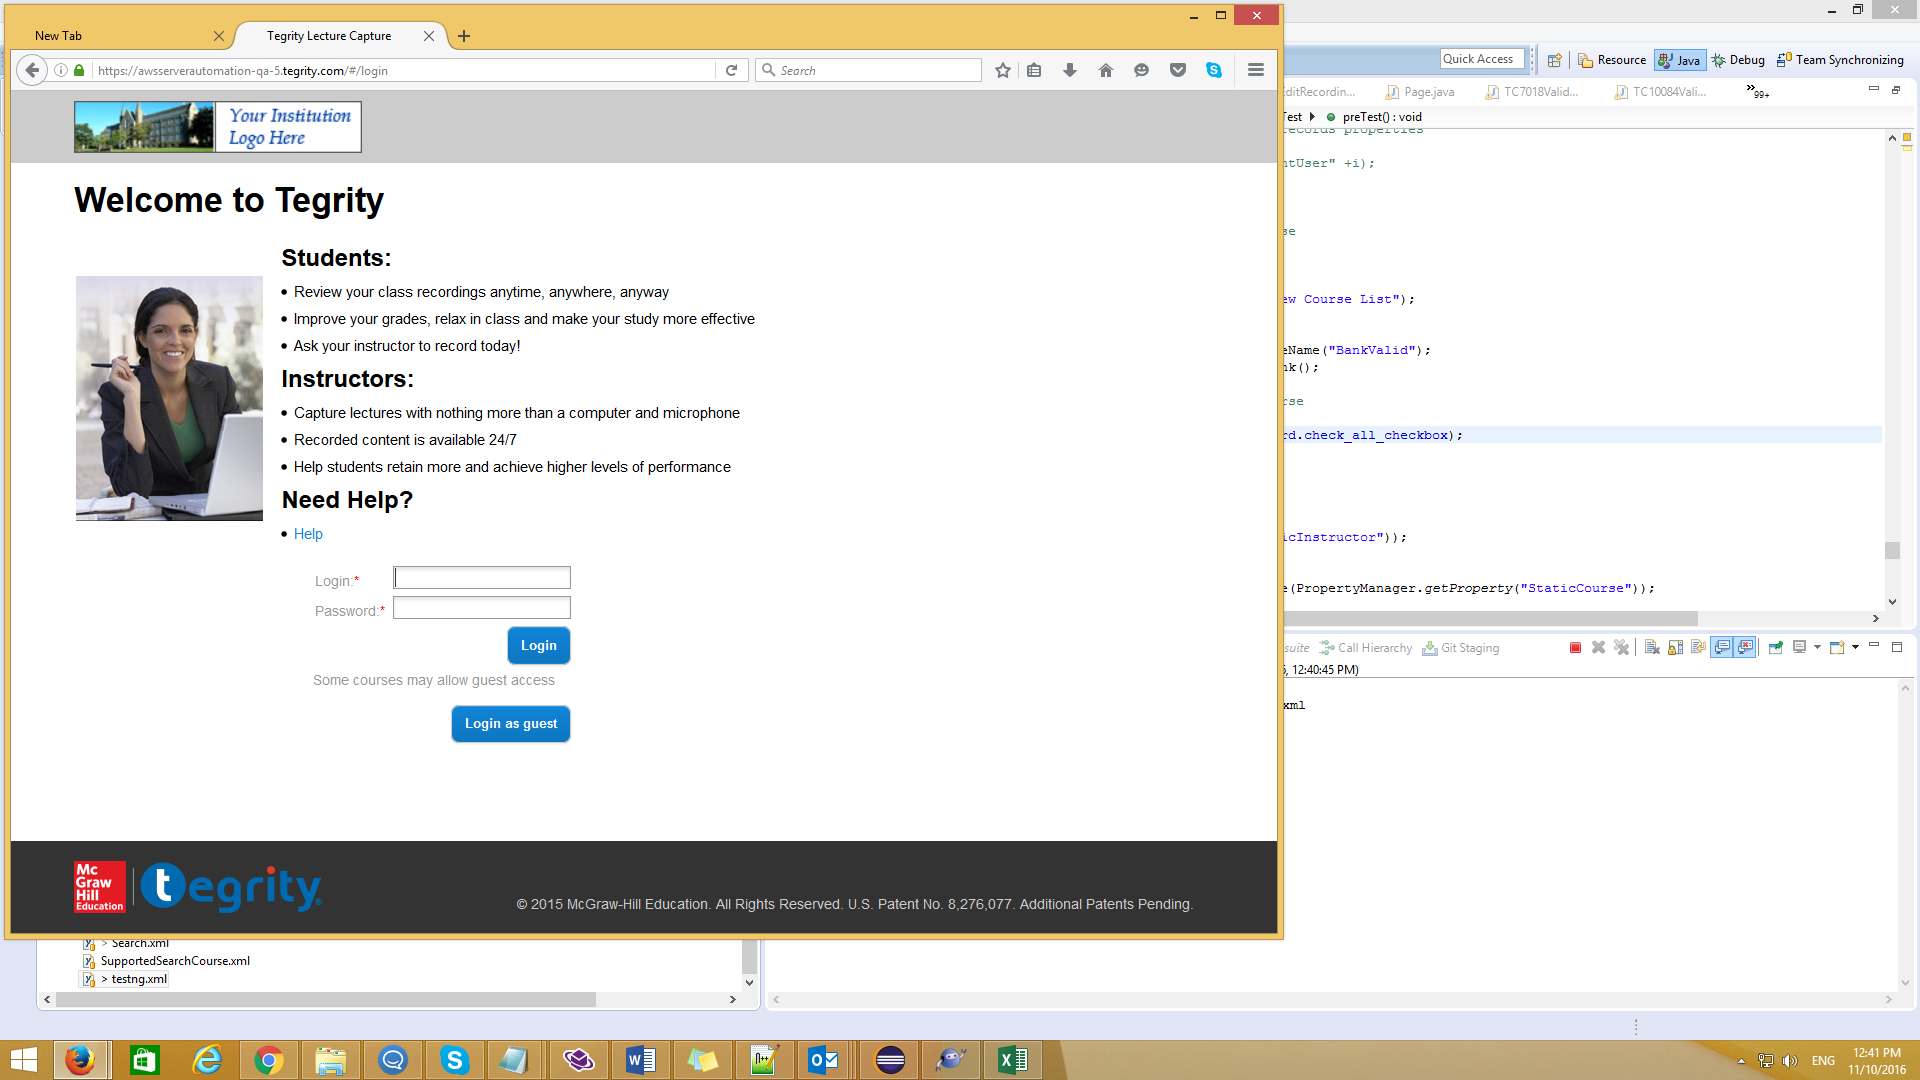 New Tab
Tegrity Lecture Capture
https://awsserverautomation-qa-5.tegrity.com/#/login
Search
Your Institution
Logo Here
Welcome to Tegrity
Students:
Review your class recordings anytime, anywhere, anyway
Improve your grades, relax in class and make your study more effective
Ask your instructor to record today!
Instructors:
Capture lectures with nothing more than a computer and microphone
Recorded content is available 24/7
Help students retain more and achieve higher levels of performance
Need Help?
Help
Login:*
Password:*
Login
Some courses may allow guest access
Login as guest
Mc
Graw
Hill
Education
tegrity
© 2015 McGraw-Hill Education. All Rights Reserved. U.S. Patent No. 8,276,077. Additional Patents Pending.
Quick Access
Resource
Java
Debug
Team Synchronizing
EditRecordin...
Page.java
TC7018Valid...
TC10084Vali...
»99+
Test
preTest() : void
records properties
ntUser" +i);
se
ew Course List");
eName("BankValid");
nk();
rse
rd.check_all_checkbox);
icInstructor"));
e(PropertyManager.getProperty("StaticCourse"));
suite
Call Hierarchy
Git Staging
, 12:40:45 PM)
xml
> Search.xml
SupportedSearchCourse.xml
> testng.xml
ENG
12:41 PM
11/10/2016